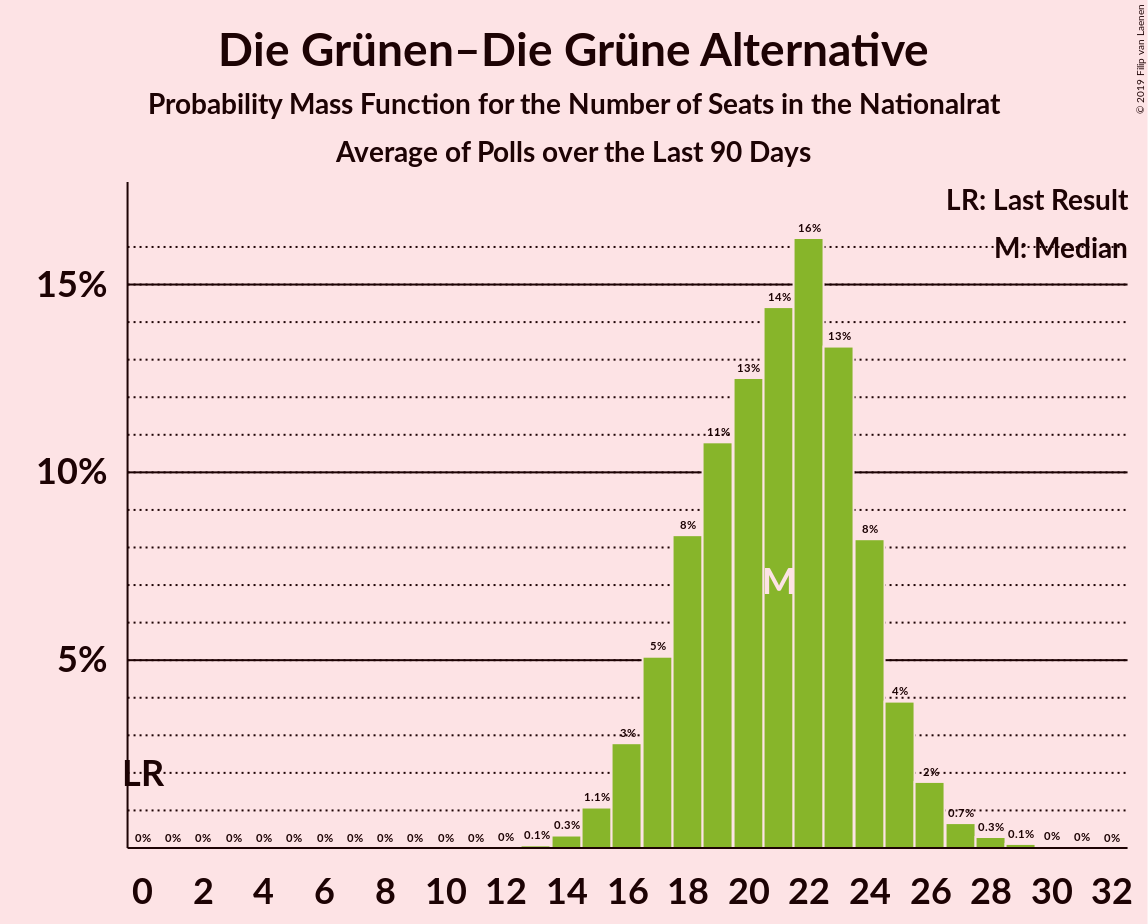 © 2019 Filip van Laenen
Die Grünen–Die Grüne Alternative
Probability Mass Function for the Number of Seats in the Nationalrat
Average of Polls over the Last 90 Days
LR: Last Result
M: Median
15%
10%
5%
0% 0% 0% 0% 0% 0% 0% 0% 0% 0% 0% 0% 0% 0.1% 0.3% 1.1% 3% 5% 8% 11% 13% 14% 16% 13% 8% 4% 2% 0.7% 0.3% 0.1% 0% 0% 0%
M
LR
0 2 4 6 8 10 12 14 16 18 20 22 24 26 28 30 32